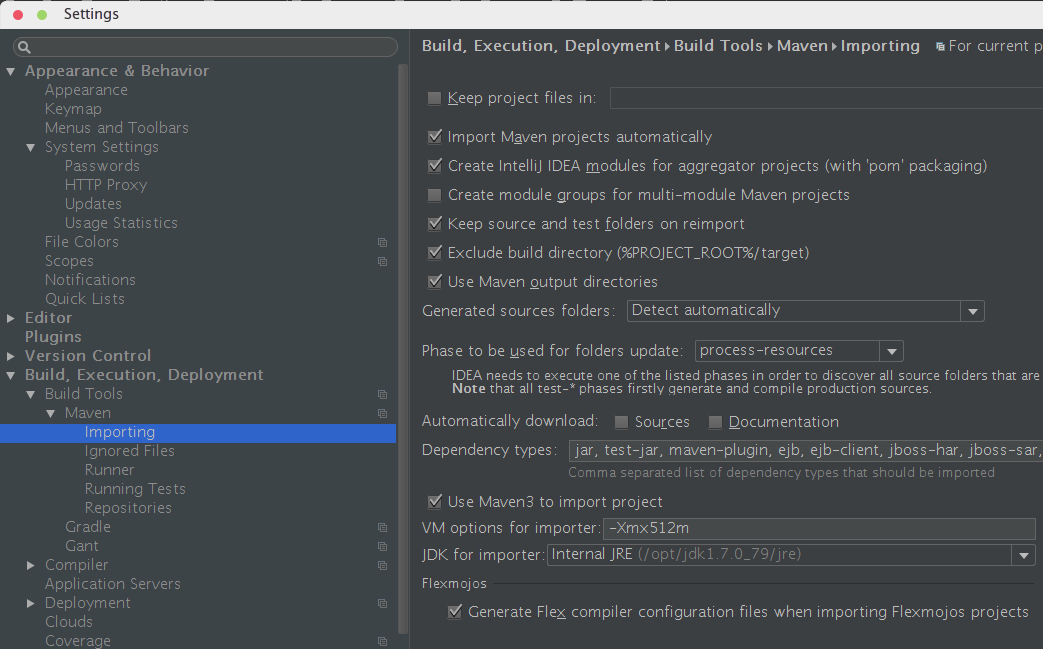 Settings
Appearance & Behavior
Appearance
Keymap
Menus and Toolbars
System Settings
Passwords
HTTP Proxy
Updates
Usage Statistics
File Colors
Scopes
Notifications
Quick Lists
Editor
Plugins
Version Control
Build, Execution, Deployment
Build Tools
Maven
Importing
Ignored Files
Runner
Running Tests
Repositories
Gradle
Gant
Compiler
Application Servers
Deployment
Clouds
Coverage
Build, Execution, Deployment › Build Tools › Maven › Importing For current p
Keep project files in:
Import Maven projects automatically
Create IntelliJ IDEA modules for aggregator projects (with 'pom' packaging)
Create module groups for multi-module Maven projects
Keep source and test folders on reimport
Exclude build directory (%PROJECT_ROOT%/target)
Use Maven output directories
Generated sources folders: Detect automatically
Phase to be used for folders update: process-resources
IDEA needs to execute one of the listed phases in order to discover all source folders that are
Note that all test-* phases firstly generate and compile production sources.
Automatically download: Sources Documentation
Dependency types: jar, test-jar, maven-plugin, ejb, ejb-client, jboss-har, jboss-sar,
Comma separated list of dependency types that should be imported
Use Maven3 to import project
VM options for importer: -Xmx512m
JDK for importer: Internal JRE (/opt/jdk1.7.0_79/jre)
Flexmojos
Generate Flex compiler configuration files when importing Flexmojos projects